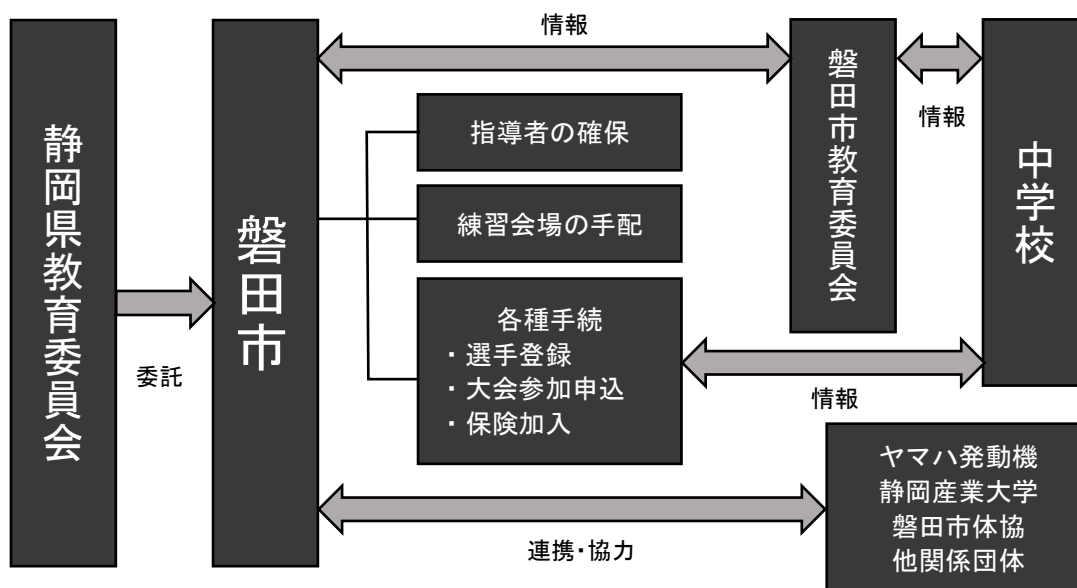 静岡県教育委員会
委託
磐田市
情報
指導者の確保
練習会場の手配
各種手続
・選手登録
・大会参加申込
・保険加入
磐田市教育委員会
情報
中学校
情報
連携・協力
ヤマハ発動機
静岡産業大学
磐田市体協
他関係団体